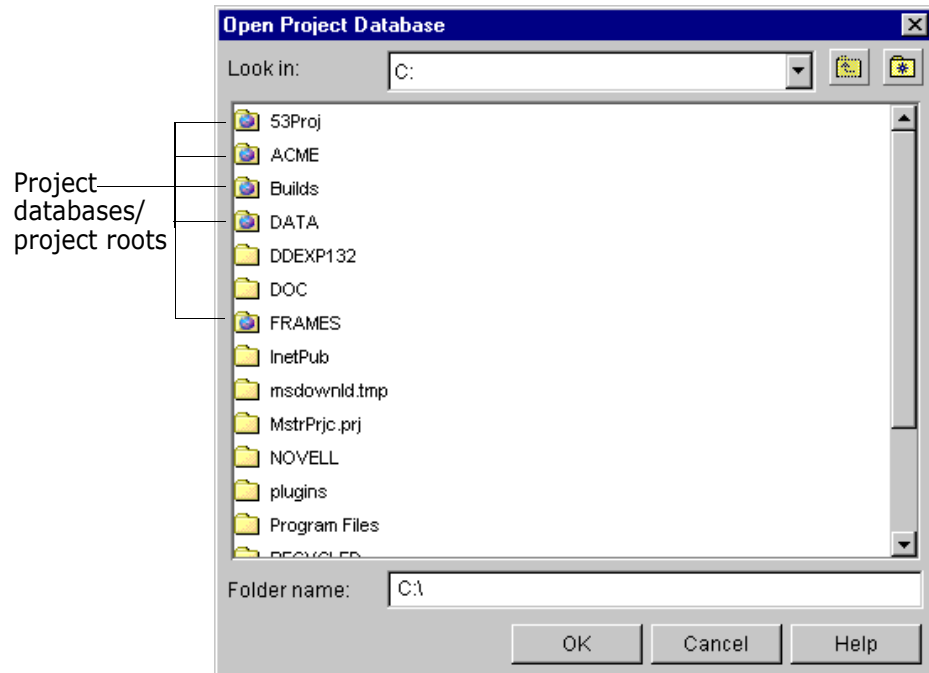 Open Project Database
Look in:
C:
53Proj
ACME
Builds
DATA
DDEXP132
DOC
FRAMES
InetPub
msdownld.tmp
MstrPrjc.prj
NOVELL
plugins
Program Files
Folder name:
C:\
OK
Cancel
Help
Project
databases/
project roots